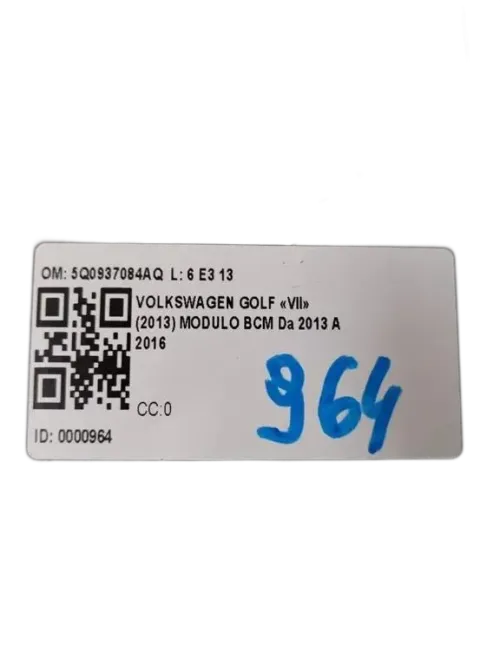 OM: 5Q0937084AQ L: 6 E3 13
VOLKSWAGEN GOLF «VII»
(2013) MODULO BCM Da 2013 A
2016
CC:0
964
ID: 0000964